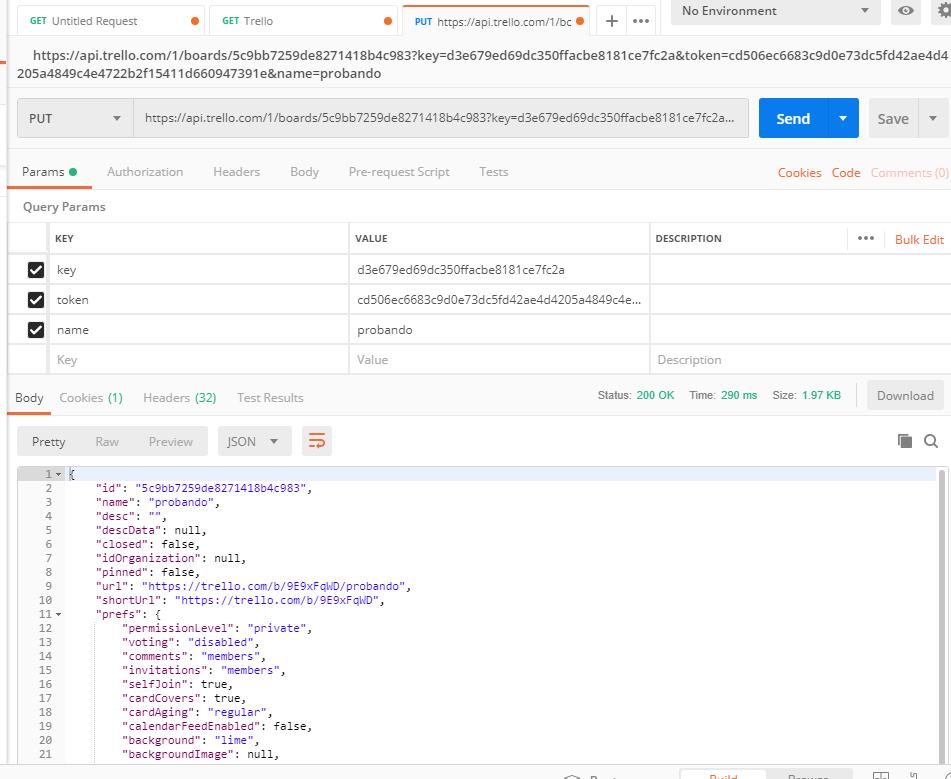 GET Untitled Request
GET Trello
PUT https://api.trello.com/1/bc
No Environment
https://api.trello.com/1/boards/5c9bb7259de8271418b4c983?key=d3e679ed69dc350ffacbe8181ce7fc2a&token=cd506ec6683c9d0e73dc5fd42ae4d4
205a4849c4e4722b2f15411d660947391e&name=probando
PUT
https://api.trello.com/1/boards/5c9bb7259de8271418b4c983?key=d3e679ed69dc350ffacbe8181ce7fc2a...
Send
Save
Params Authorization Headers Body Pre-request Script Tests
Cookies Code Comments (0)
Query Params
KEY VALUE DESCRIPTION
Bulk Edit
key d3e679ed69dc350ffacbe8181ce7fc2a
token cd506ec6683c9d0e73dc5fd42ae4d4205a4849c4e...
name probando
Key Value Description
Body Cookies (1) Headers (32) Test Results
Status: 200 OK Time: 290 ms Size: 1.97 KB
Download
Pretty Raw Preview
JSON
1 {
2 "id": "5c9bb7259de8271418b4c983",
3 "name": "probando",
4 "desc": "",
5 "descData": null,
6 "closed": false,
7 "idOrganization": null,
8 "pinned": false,
9 "url": "https://trello.com/b/9E9xFqWD/probando",
10 "shortUrl": "https://trello.com/b/9E9xFqWD",
11 "prefs": {
12 "permissionLevel": "private",
13 "voting": "disabled",
14 "comments": "members",
15 "invitations": "members",
16 "selfJoin": true,
17 "cardCovers": true,
18 "cardAging": "regular",
19 "calendarFeedEnabled": false,
20 "background": "lime",
21 "backgroundImage": null,
Build Browse